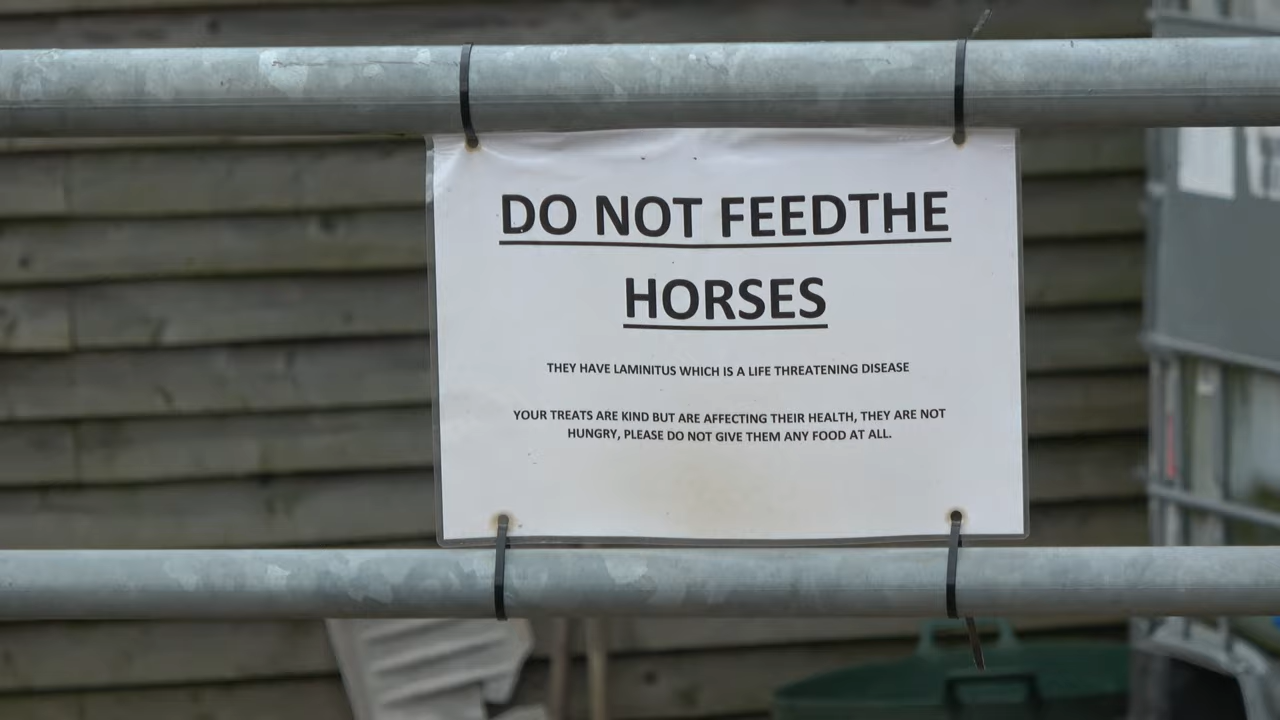 DO NOT FEEDTHE
HORSES
THEY HAVE LAMINITUS WHICH IS A LIFE THREATENING DISEASE
YOUR TREATS ARE KIND BUT ARE AFFECTING THEIR HEALTH, THEY ARE NOT
HUNGRY, PLEASE DO NOT GIVE THEM ANY FOOD AT ALL.